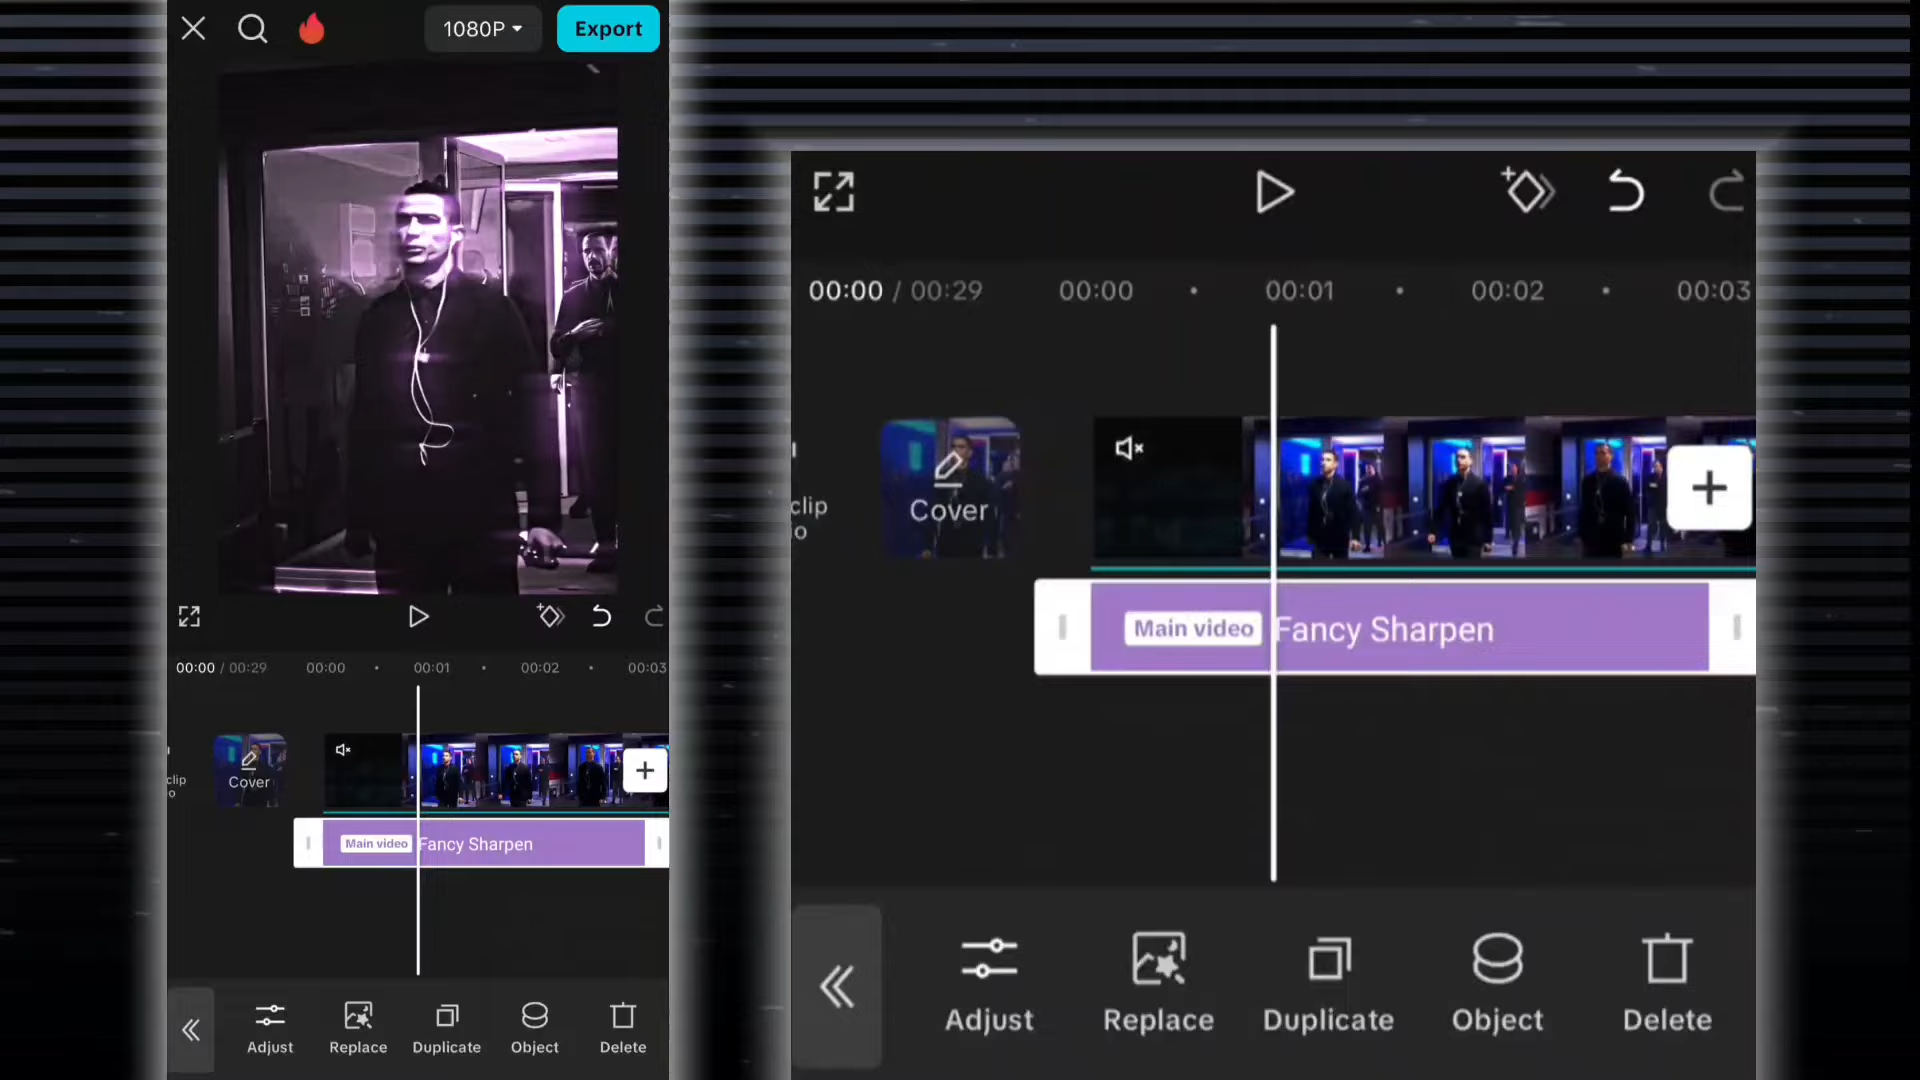 1080P
Export
00:00 / 00:29
00:00
00:01
00:02
00:03
clip
o
Cover
Main video
Fancy Sharpen
Adjust
Replace
Duplicate
Object
Delete
00:00 / 00:29
00:00
00:01
00:02
00:03
clip
o
Cover
Main video
Fancy Sharpen
Adjust
Replace
Duplicate
Object
Delete